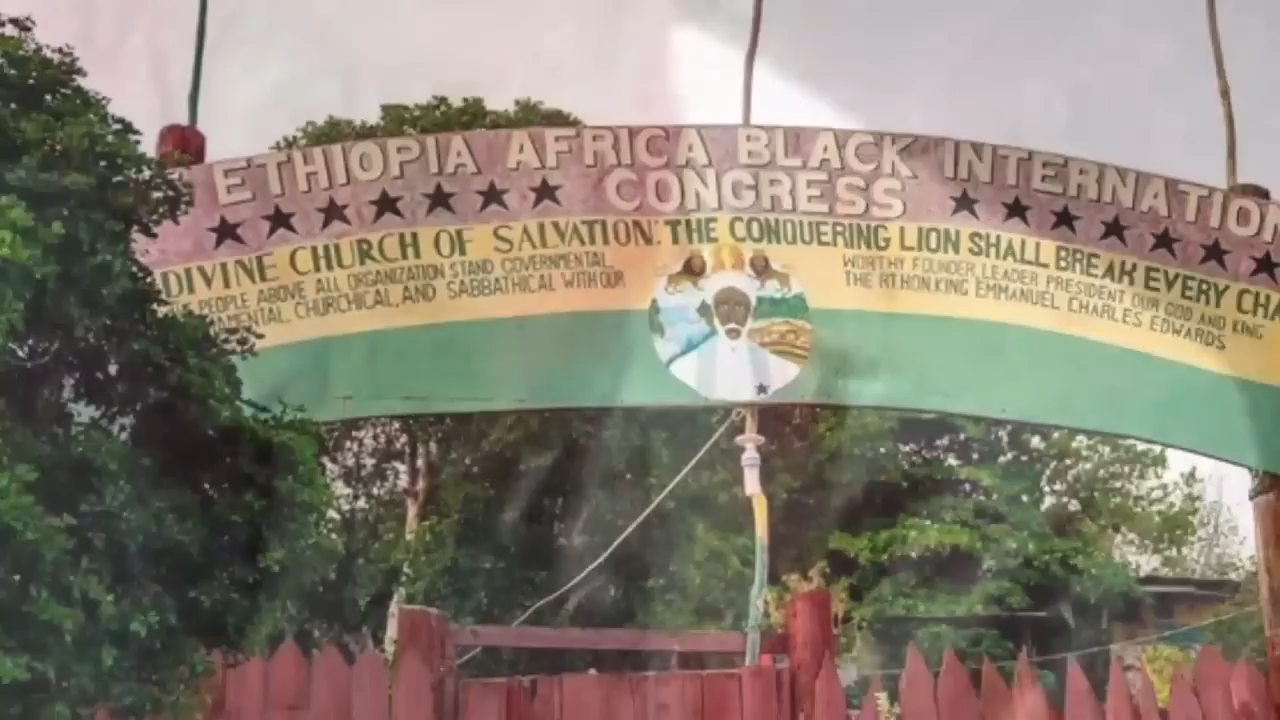 ETHIOPIA AFRICA BLACK INTERNATION
CONGRESS
DIVINE CHURCH OF SALVATION. THE CONQUERING LION SHALL BREAK EVERY CHA
PEOPLE ABOVE ALL ORGANIZATION STAND GOVERNMENTAL,
MENTAL, CHURCHICAL, AND SABBATHICAL WITH OUR
WORTHY FOUNDER LEADER PRESIDENT OUR GOD AND KING
THE RT HON. KING EMMANUEL CHARLES EDWARDS